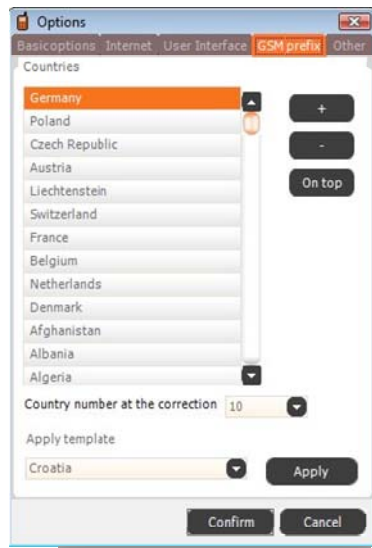 Options
Basicoptions Internet User Interface GSM prefix Other
Countries
Germany
Poland
Czech Republic
Austria
Liechtenstein
Switzerland
France
Belgium
Netherlands
Denmark
Afghanistan
Albania
Algeria
+
-
On top
Country number at the correction 10
Apply template
Croatia
Apply
Confirm Cancel